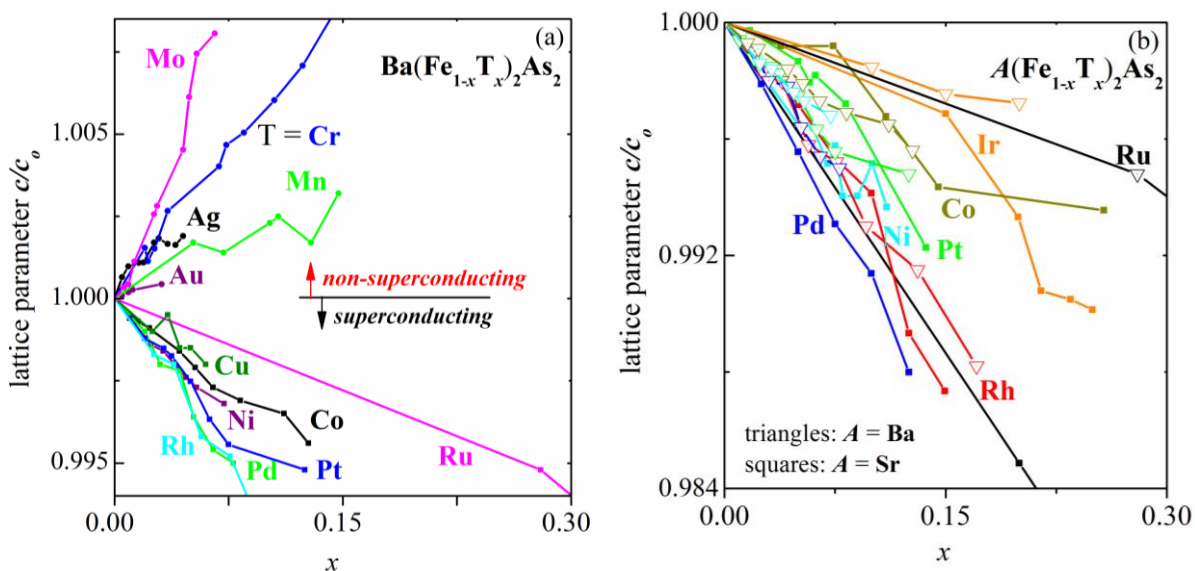 (a)
Mo
Ba(Fe1-xTx)2As2
1.005
T = Cr
Mn
Ag
Au
non-superconducting
1.000
superconducting
Cu
Ni
Co
Rh
Pd
Pt
Ru
0.995
0.00
0.15
0.30
x
lattice parameter c/co
1.000
(b)
A(Fe1-xTx)2As2
Ir
Ru
Co
Pd
Ni
Pt
0.992
Rh
triangles: A = Ba
squares: A = Sr
0.984
0.00
0.15
0.30
x
lattice parameter c/co